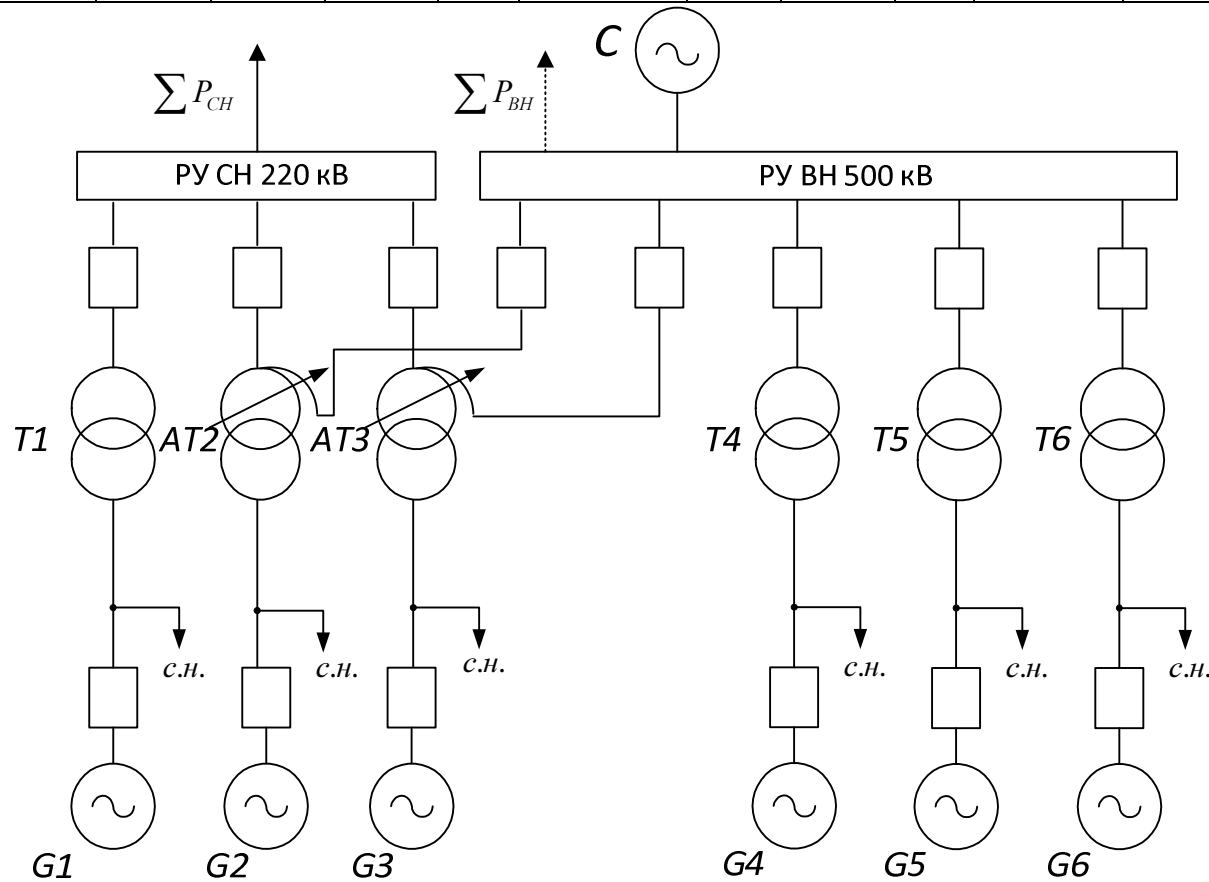 C
∑ P_CH
∑ P_BH
РУ СН 220 кВ
РУ ВН 500 кВ
T1
AT2
AT3
T4
T5
T6
с.н.
с.н.
с.н.
с.н.
с.н.
с.н.
G1
G2
G3
G4
G5
G6